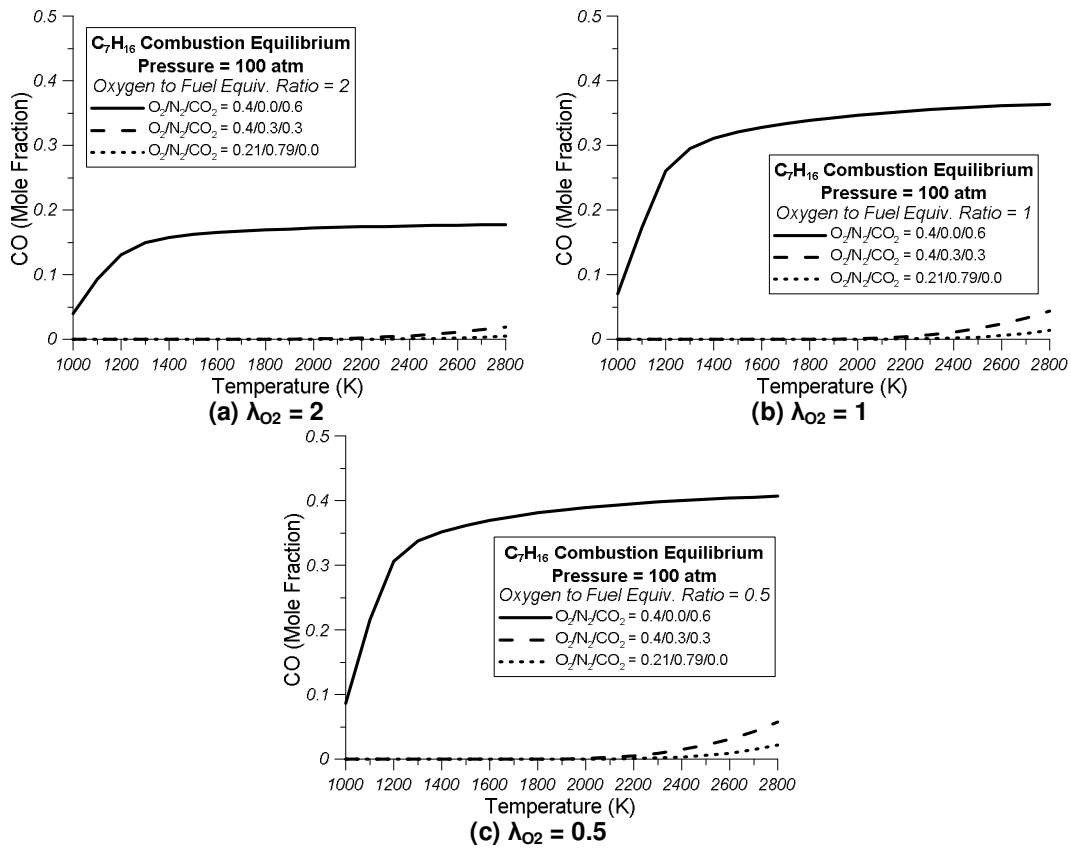 0.5
0.4
0.3
0.2
0.1
0
CO (Mole Fraction)
C₇H₁₆ Combustion Equilibrium
Pressure = 100 atm
Oxygen to Fuel Equiv. Ratio = 2
O₂/N₂/CO₂ = 0.4/0.0/0.6
O₂/N₂/CO₂ = 0.4/0.3/0.3
O₂/N₂/CO₂ = 0.21/0.79/0.0
1000 1200 1400 1600 1800 2000 2200 2400 2600 2800
Temperature (K)
(a) λO2 = 2
0.5
0.4
0.3
0.2
0.1
0
CO (Mole Fraction)
C₇H₁₆ Combustion Equilibrium
Pressure = 100 atm
Oxygen to Fuel Equiv. Ratio = 1
O₂/N₂/CO₂ = 0.4/0.0/0.6
O₂/N₂/CO₂ = 0.4/0.3/0.3
O₂/N₂/CO₂ = 0.21/0.79/0.0
1000 1200 1400 1600 1800 2000 2200 2400 2600 2800
Temperature (K)
(b) λO2 = 1
0.5
0.4
0.3
0.2
0.1
0
CO (Mole Fraction)
C₇H₁₆ Combustion Equilibrium
Pressure = 100 atm
Oxygen to Fuel Equiv. Ratio = 0.5
O₂/N₂/CO₂ = 0.4/0.0/0.6
O₂/N₂/CO₂ = 0.4/0.3/0.3
O₂/N₂/CO₂ = 0.21/0.79/0.0
1000 1200 1400 1600 1800 2000 2200 2400 2600 2800
Temperature (K)
(c) λO2 = 0.5